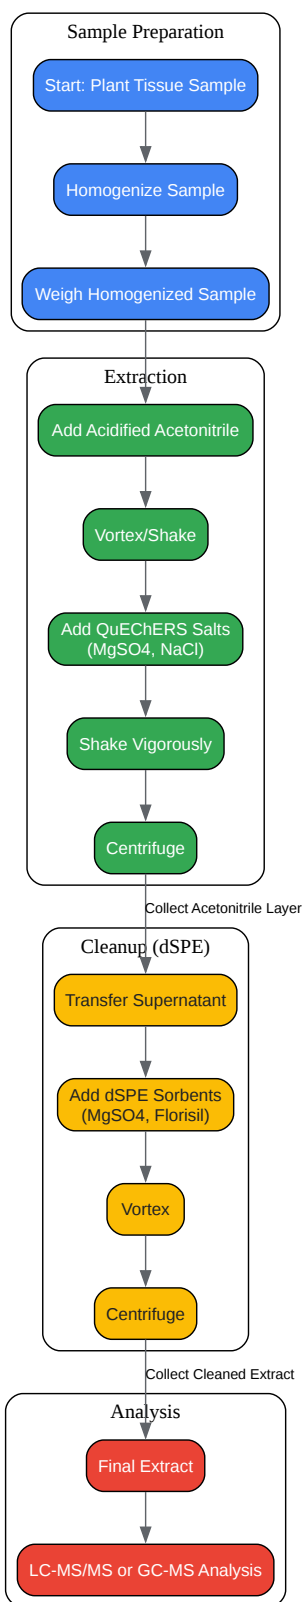 Sample Preparation
Start: Plant Tissue Sample
Homogenize Sample
Weigh Homogenized Sample
Extraction
Add Acidified Acetonitrile
Vortex/Shake
Add QuEChERS Salts
(MgSO4, NaCl)
Shake Vigorously
Centrifuge
Collect Acetonitrile Layer
Cleanup (dSPE)
Transfer Supernatant
Add dSPE Sorbents
(MgSO4, Florisil)
Vortex
Centrifuge
Collect Cleaned Extract
Analysis
Final Extract
LC-MS/MS or GC-MS Analysis